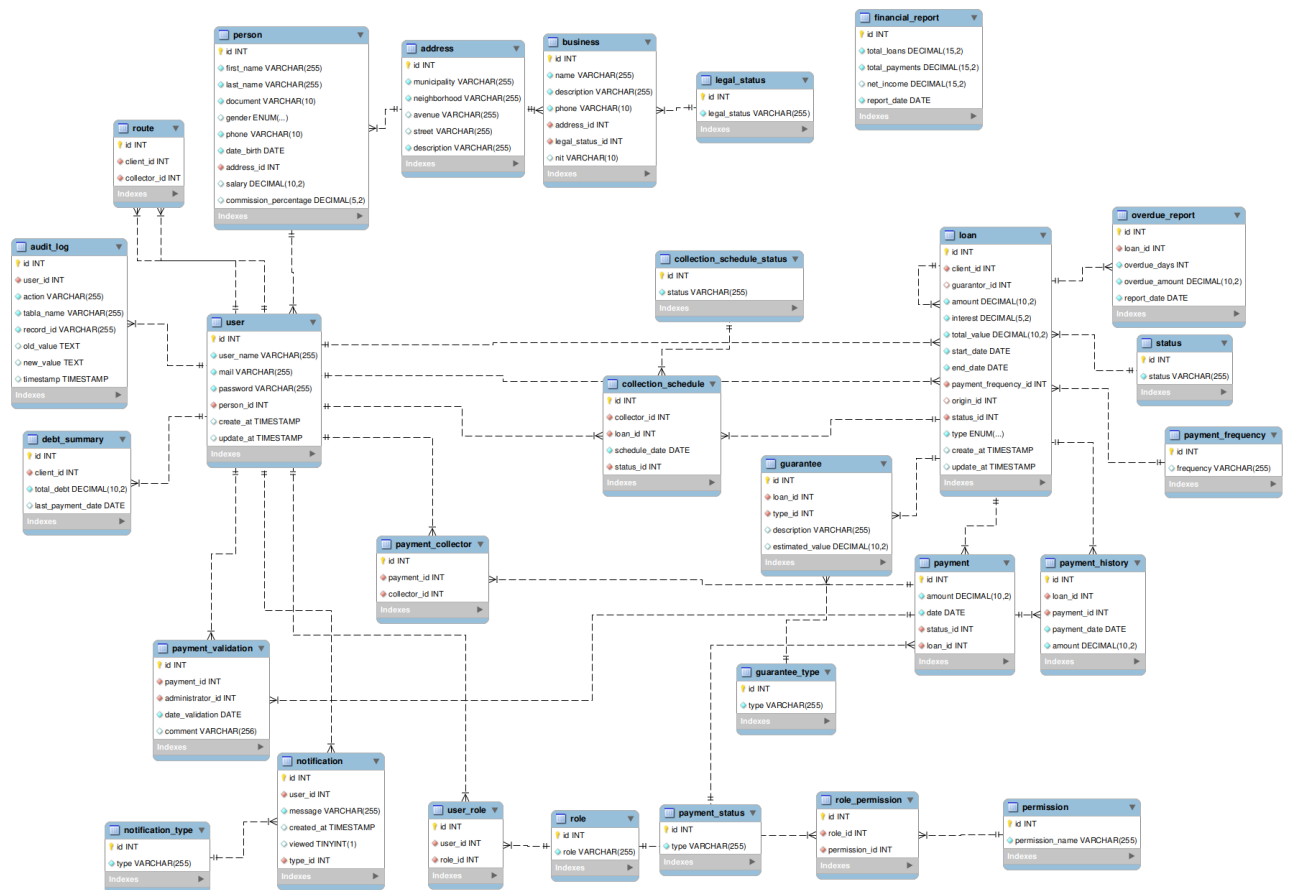 person
id INT
first_name VARCHAR(255)
last_name VARCHAR(255)
document VARCHAR(10)
gender ENUM(...)
phone VARCHAR(10)
date_birth DATE
address_id INT
salary DECIMAL(10,2)
commission_percentage DECIMAL(5,2)
Indexes
address
id INT
municipality VARCHAR(255)
neighborhood VARCHAR(255)
avenue VARCHAR(255)
street VARCHAR(255)
description VARCHAR(255)
Indexes
business
id INT
name VARCHAR(255)
description VARCHAR(255)
phone VARCHAR(10)
address_id INT
legal_status_id INT
nit VARCHAR(10)
Indexes
legal_status
id INT
legal_status VARCHAR(255)
Indexes
financial_report
id INT
total_loans DECIMAL(15,2)
total_payments DECIMAL(15,2)
net_income DECIMAL(15,2)
report_date DATE
Indexes
route
id INT
client_id INT
collector_id INT
Indexes
audit_log
id INT
user_id INT
action VARCHAR(255)
tabla_name VARCHAR(255)
record_id VARCHAR(255)
old_value TEXT
new_value TEXT
timestamp TIMESTAMP
Indexes
user
id INT
user_name VARCHAR(255)
mail VARCHAR(255)
password VARCHAR(255)
person_id INT
create_at TIMESTAMP
update_at TIMESTAMP
Indexes
collection_schedule_status
id INT
status VARCHAR(255)
Indexes
loan
id INT
client_id INT
guarantor_id INT
amount DECIMAL(10,2)
interest DECIMAL(5,2)
total_value DECIMAL(10,2)
start_date DATE
end_date DATE
payment_frequency_id INT
origin_id INT
status_id INT
type ENUM(...)
create_at TIMESTAMP
update_at TIMESTAMP
Indexes
overdue_report
id INT
loan_id INT
overdue_days INT
overdue_amount DECIMAL(10,2)
report_date DATE
Indexes
status
id INT
status VARCHAR(255)
Indexes
collection_schedule
id INT
collector_id INT
loan_id INT
schedule_date DATE
status_id INT
Indexes
debt_summary
id INT
client_id INT
total_debt DECIMAL(10,2)
last_payment_date DATE
Indexes
payment_frequency
id INT
frequency VARCHAR(255)
Indexes
guarantee
id INT
loan_id INT
type_id INT
description VARCHAR(255)
estimated_value DECIMAL(10,2)
Indexes
payment_collector
id INT
payment_id INT
collector_id INT
Indexes
payment
id INT
amount DECIMAL(10,2)
date DATE
status_id INT
loan_id INT
Indexes
payment_history
id INT
loan_id INT
payment_id INT
payment_date DATE
amount DECIMAL(10,2)
Indexes
payment_validation
id INT
payment_id INT
administrator_id INT
date_validation DATE
comment VARCHAR(256)
Indexes
guarantee_type
id INT
type VARCHAR(255)
Indexes
notification
id INT
user_id INT
message VARCHAR(255)
created_at TIMESTAMP
viewed TINYINT(1)
type_id INT
Indexes
notification_type
id INT
type VARCHAR(255)
Indexes
user_role
id INT
user_id INT
role_id INT
Indexes
role
id INT
role VARCHAR(255)
Indexes
payment_status
id INT
type VARCHAR(255)
Indexes
role_permission
id INT
role_id INT
permission_id INT
Indexes
permission
id INT
permission_name VARCHAR(255)
Indexes